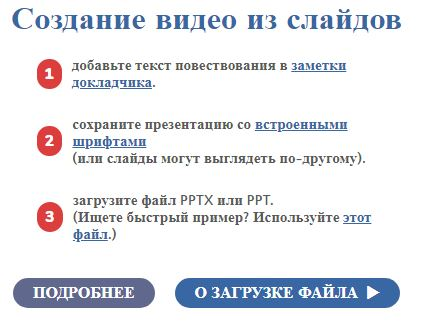 Создание видео из слайдов
1 добавьте текст повествования в заметки
докладчика.
2 сохраните презентацию со встроенными
шрифтами
(или слайды могут выглядеть по-другому).
3 загрузите файл PPTX или PPT.
(Ищете быстрый пример? Используйте этот
файл.)
ПОДРОБНЕЕ
О ЗАГРУЗКЕ ФАЙЛА ▶